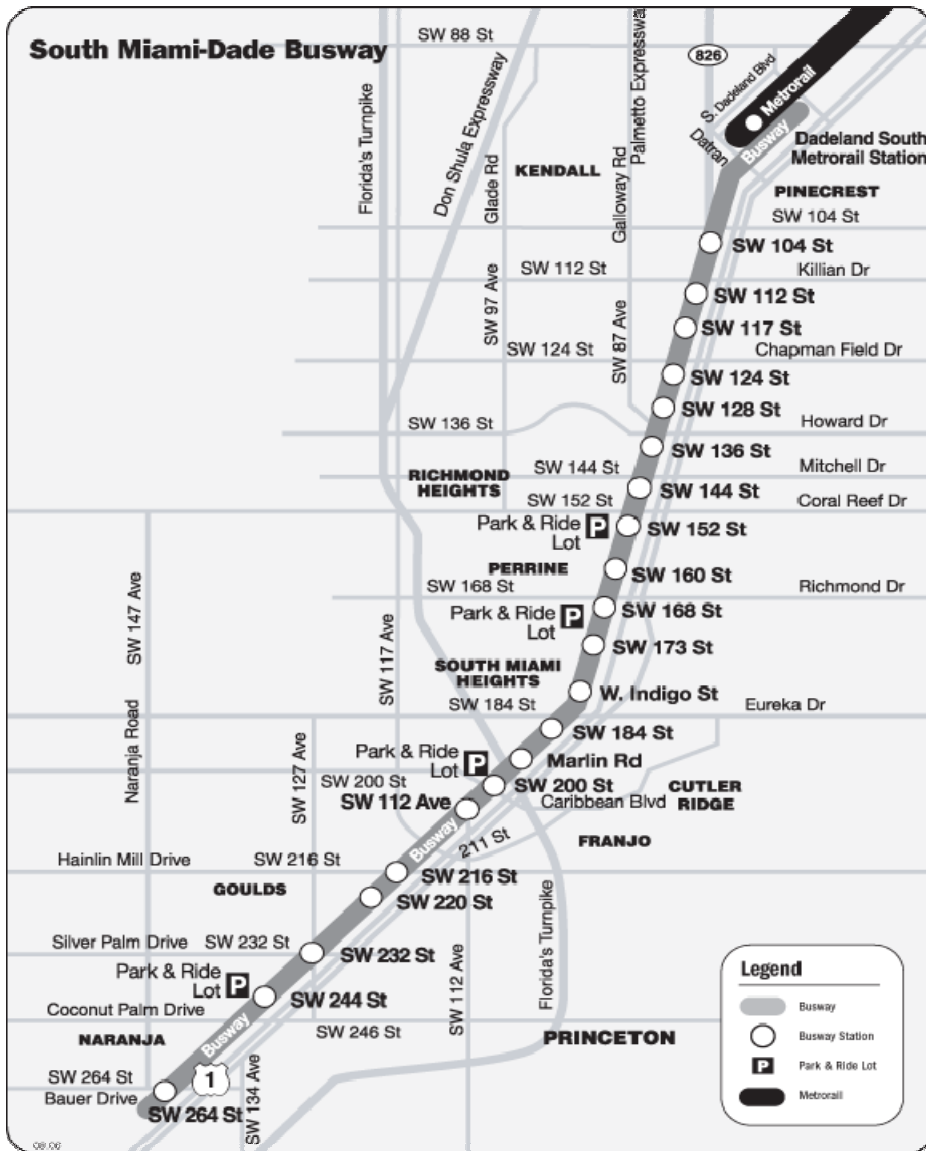 South Miami-Dade Busway
SW 88 St
826
S. Dadeland Blvd
Metrorail
Busway
Datran
Dadeland South
Metrorail Station
Florida's Turnpike
Don Shula Expressway
Glade Rd
KENDALL
Galloway Rd
Palmetto Expressway
PINECREST
SW 104 St
SW 104 St
SW 112 St
Killian Dr
SW 112 St
SW 97 Ave
SW 87 Ave
SW 117 St
SW 124 St
Chapman Field Dr
SW 124 St
SW 128 St
SW 136 St
Howard Dr
SW 136 St
RICHMOND
HEIGHTS
SW 144 St
Mitchell Dr
SW 144 St
SW 152 St
Coral Reef Dr
Park & Ride
Lot
P
SW 152 St
PERRINE
SW 160 St
SW 168 St
Richmond Dr
Park & Ride
Lot
P
SW 168 St
SW 173 St
SW 147 Ave
SW 117 Ave
SOUTH MIAMI
HEIGHTS
W. Indigo St
SW 184 St
Eureka Dr
SW 184 St
Naranja Road
SW 127 Ave
Park & Ride
Lot
P
Marlin Rd
SW 200 St
SW 200 St
CUTLER
RIDGE
SW 112 Ave
Caribbean Blvd
Busway
211 St
FRANJO
Hainlin Mill Drive
SW 216 St
SW 216 St
GOULDS
SW 220 St
Silver Palm Drive
SW 232 St
SW 232 St
Park & Ride
Lot
P
SW 244 St
SW 112 Ave
Florida's Turnpike
Coconut Palm Drive
SW 246 St
NARANJA
Busway
PRINCETON
SW 264 St
Bauer Drive
1
SW 264 St
SW 134 Ave
Legend
Busway
Busway Station
P
Park & Ride Lot
Metrorail
08.06